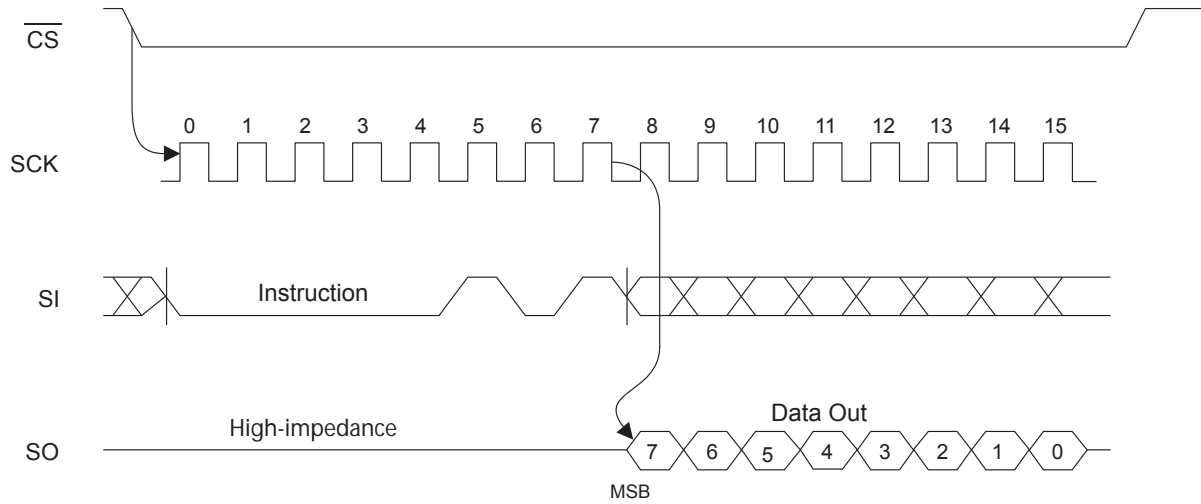 CS
0 1 2 3 4 5 6 7 8 9 10 11 12 13 14 15
SCK
SI
Instruction
Data Out
High-impedance
SO
7 6 5 4 3 2 1 0
MSB